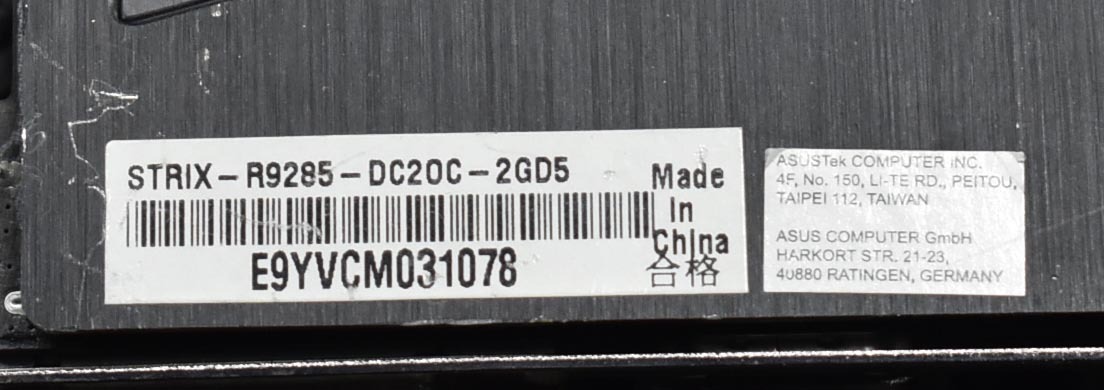 STRIX-R9285-DC2OC-2GD5
E9YVCM031078
Made
In
China
合格
ASUSTek COMPUTER INC.
4F, No. 150, LI-TE RD., PEITOU,
TAIPEI 112, TAIWAN
ASUS COMPUTER GmbH
HARKORT STR. 21-23,
40880 RATINGEN, GERMANY